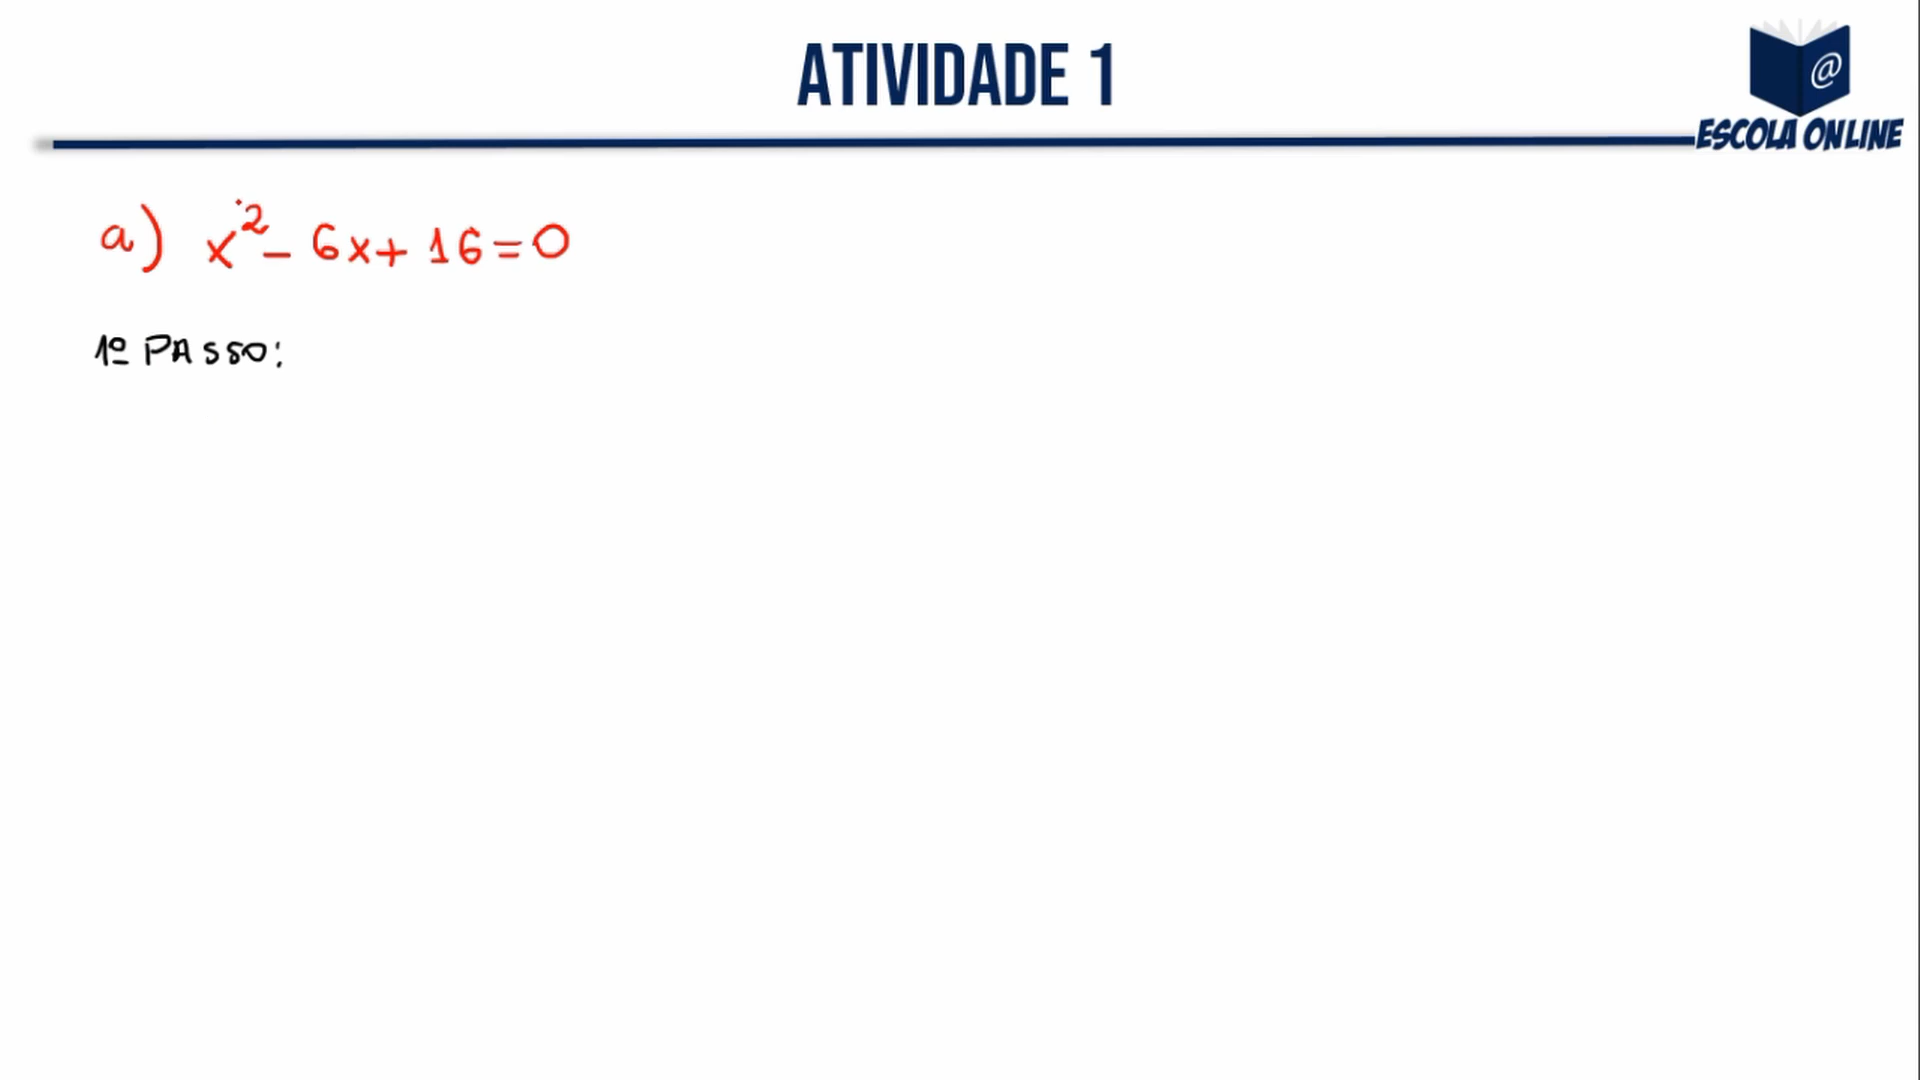 ATIVIDADE 1
@
ESCOLA ONLINE
a) x² - 6x + 16 = 0
1º PASSO: